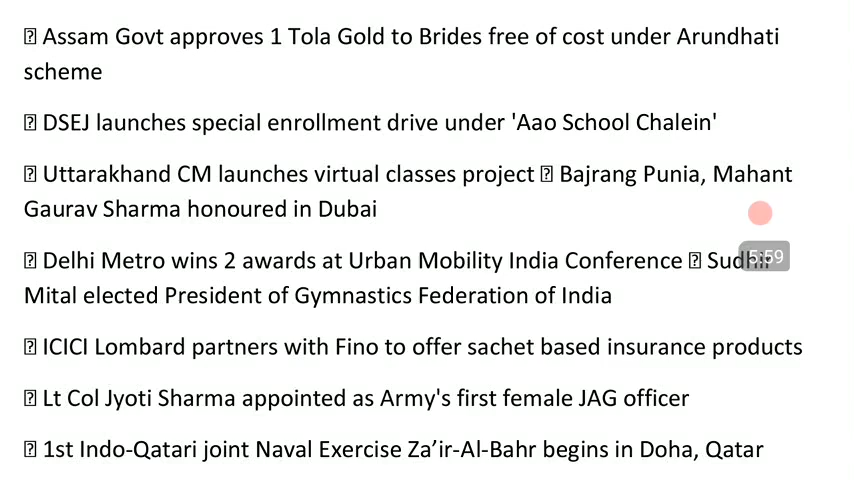 ⍰ Assam Govt approves 1 Tola Gold to Brides free of cost under Arundhati
scheme
⍰ DSEJ launches special enrollment drive under 'Aao School Chalein'
⍰ Uttarakhand CM launches virtual classes project ⍰ Bajrang Punia, Mahant
Gaurav Sharma honoured in Dubai
⍰ Delhi Metro wins 2 awards at Urban Mobility India Conference ⍰ Sudhir
5:59
Mital elected President of Gymnastics Federation of India
⍰ ICICI Lombard partners with Fino to offer sachet based insurance products
⍰ Lt Col Jyoti Sharma appointed as Army's first female JAG officer
⍰ 1st Indo-Qatari joint Naval Exercise Za’ir-Al-Bahr begins in Doha, Qatar